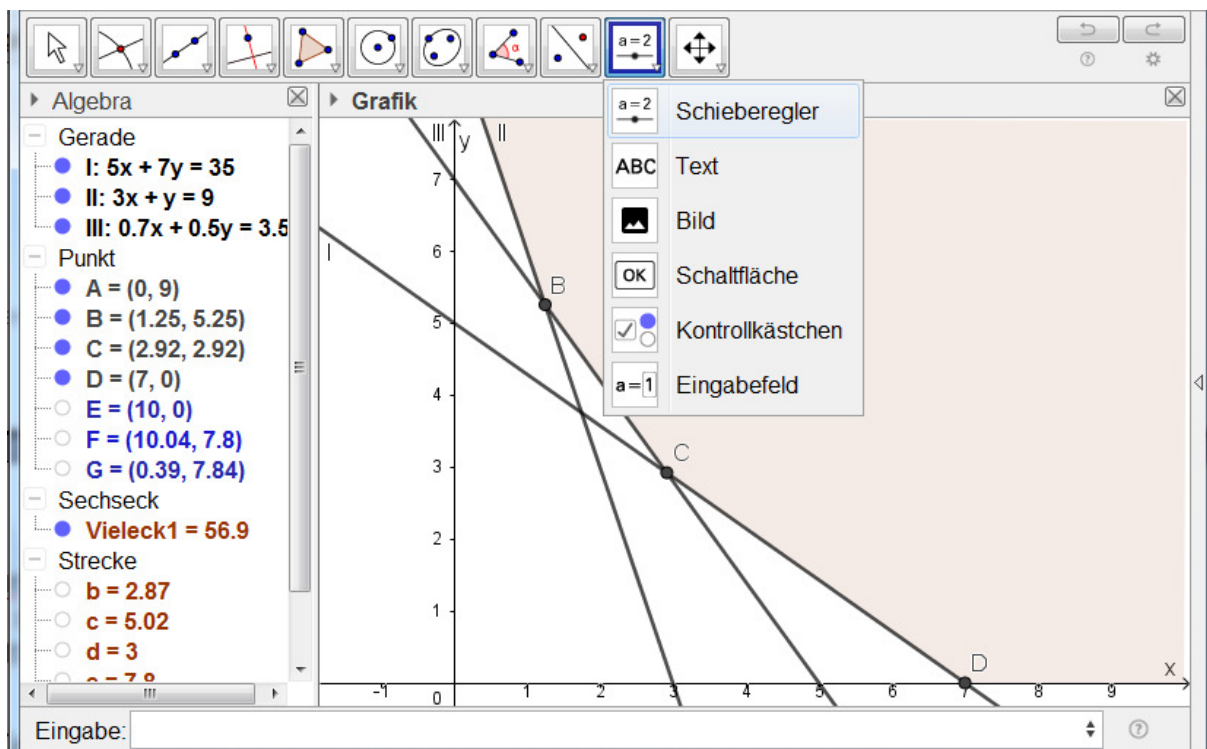 a=2
Algebra
Grafik
Gerade
I: 5x + 7y = 35
II: 3x + y = 9
III: 0.7x + 0.5y = 3.5
Punkt
A = (0, 9)
B = (1.25, 5.25)
C = (2.92, 2.92)
D = (7, 0)
E = (10, 0)
F = (10.04, 7.8)
G = (0.39, 7.84)
Sechseck
Vieleck1 = 56.9
Strecke
b = 2.87
c = 5.02
d = 3
e = 7.8
α
a=2 Schieberegler
ABC Text
Bild
OK Schaltfläche
Kontrollkästchen
a=1 Eingabefeld
III y II
7
6
I
B
5
4
C
3
2
1
D
x
-1 0 1 2 3 4 5 6 7 8 9
Eingabe:
?
?